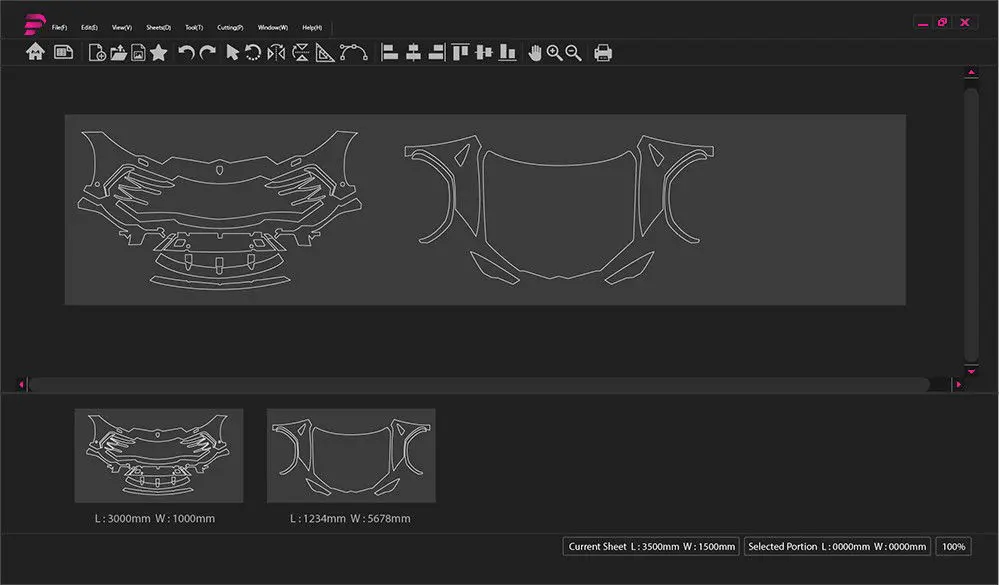 File(F) Edit(E) View(V) Sheets(D) Tool(T) Cutting(P) Window(W) Help(H)
L : 3000mm W : 1000mm
L : 1234mm W : 5678mm
Current Sheet L : 3500mm W : 1500mm
Selected Portion L : 0000mm W : 0000mm
100%